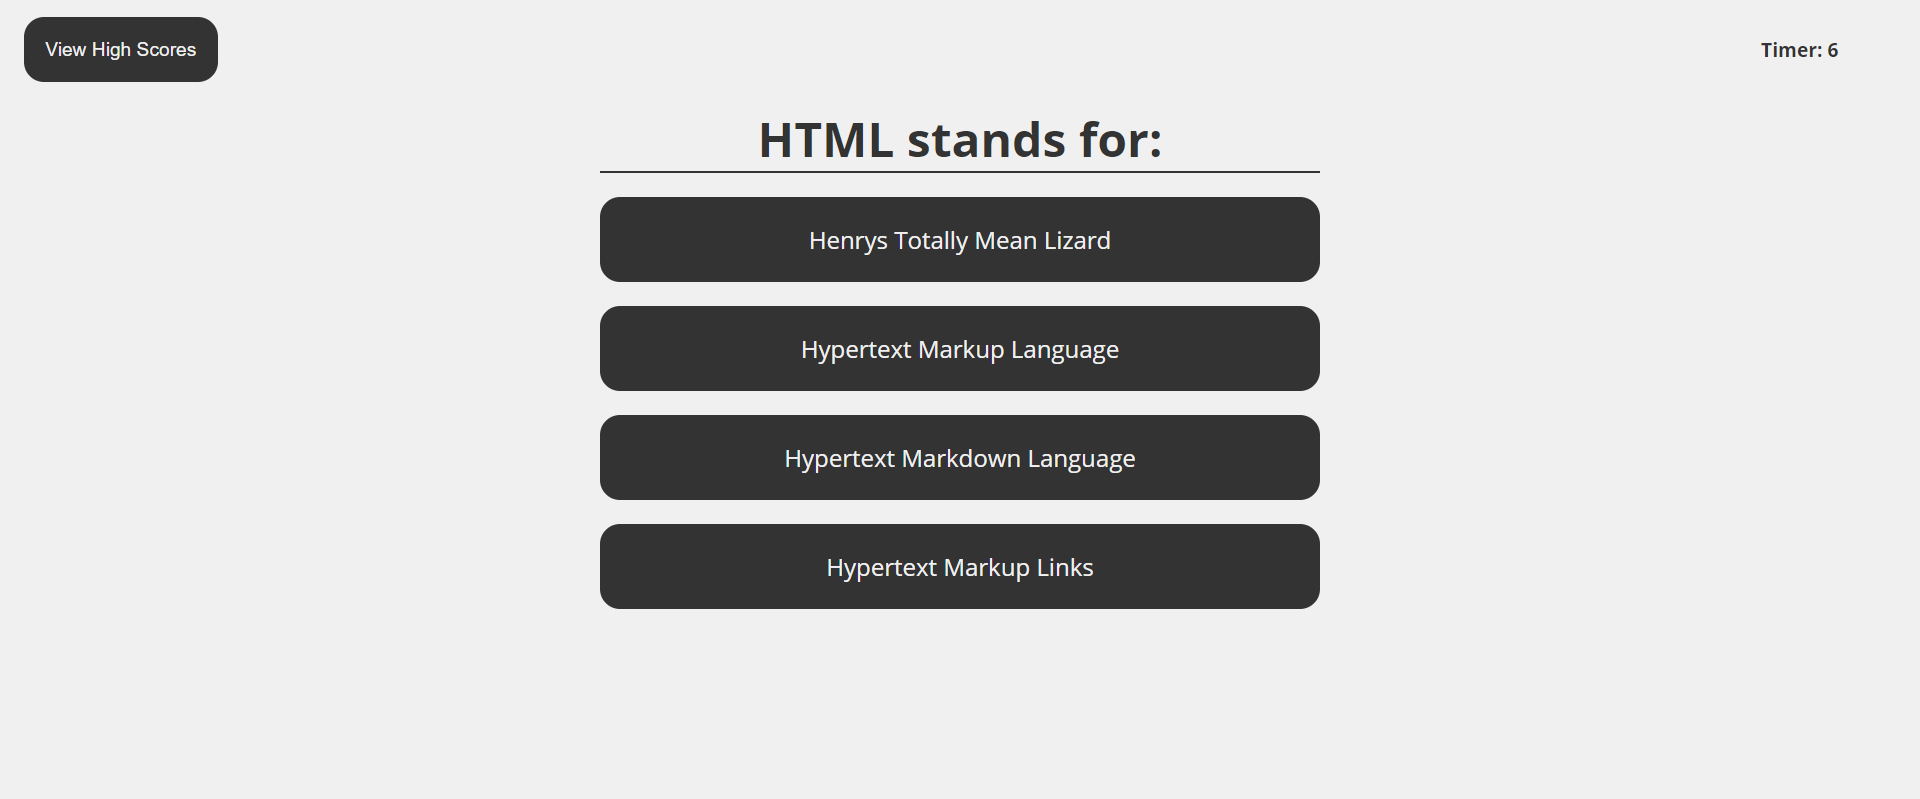 View High Scores
Timer: 6
HTML stands for:
Henrys Totally Mean Lizard
Hypertext Markup Language
Hypertext Markdown Language
Hypertext Markup Links